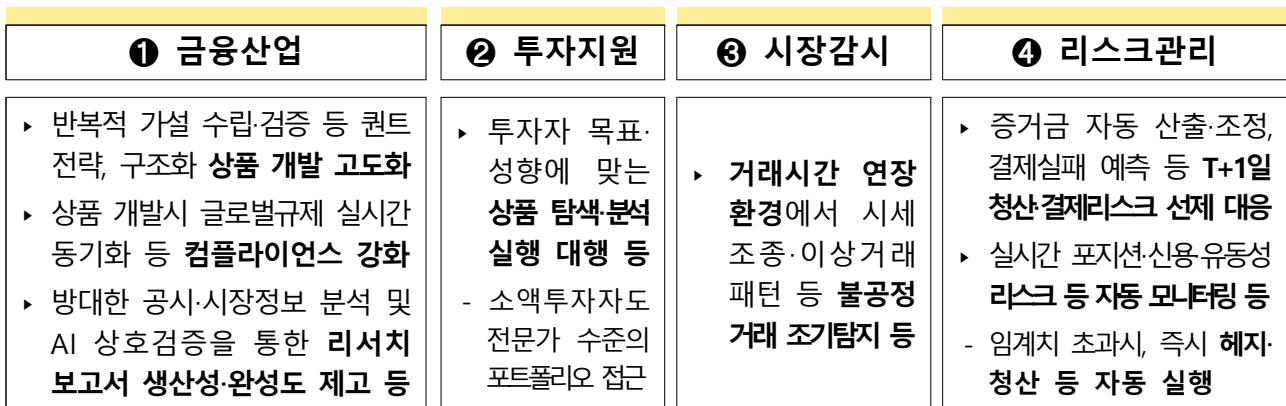 ❶ 금융산업
▸ 반복적 가설 수립·검증 등 퀀트
전략, 구조화 상품 개발 고도화
▸ 상품 개발시 글로벌규제 실시간
동기화 등 컴플라이언스 강화
▸ 방대한 공시·시장정보 분석 및
AI 상호검증을 통한 리서치
보고서 생산성·완성도 제고 등
❷ 투자지원
▸ 투자자 목표·
성향에 맞는
상품 탐색·분석
실행 대행 등
- 소액투자자도
전문가 수준의
포트폴리오 접근
❸ 시장감시
▸ 거래시간 연장
환경에서 시세
조종·이상거래
패턴 등 불공정
거래 조기탐지 등
❹ 리스크관리
▸ 증거금 자동 산출·조정,
결제실패 예측 등 T+1일
청산·결제리스크 선제 대응
▸ 실시간 포지션·신용·유동성
리스크 등 자동 모니터링 등
- 임계치 초과시, 즉시 헤지·
청산 등 자동 실행